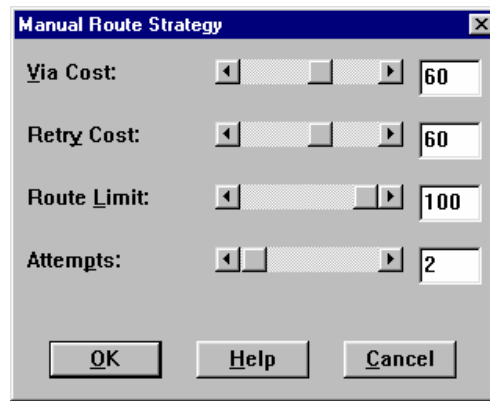 Manual Route Strategy
Via Cost: 60
Retry Cost: 60
Route Limit: 100
Attempts: 2
OK Help Cancel